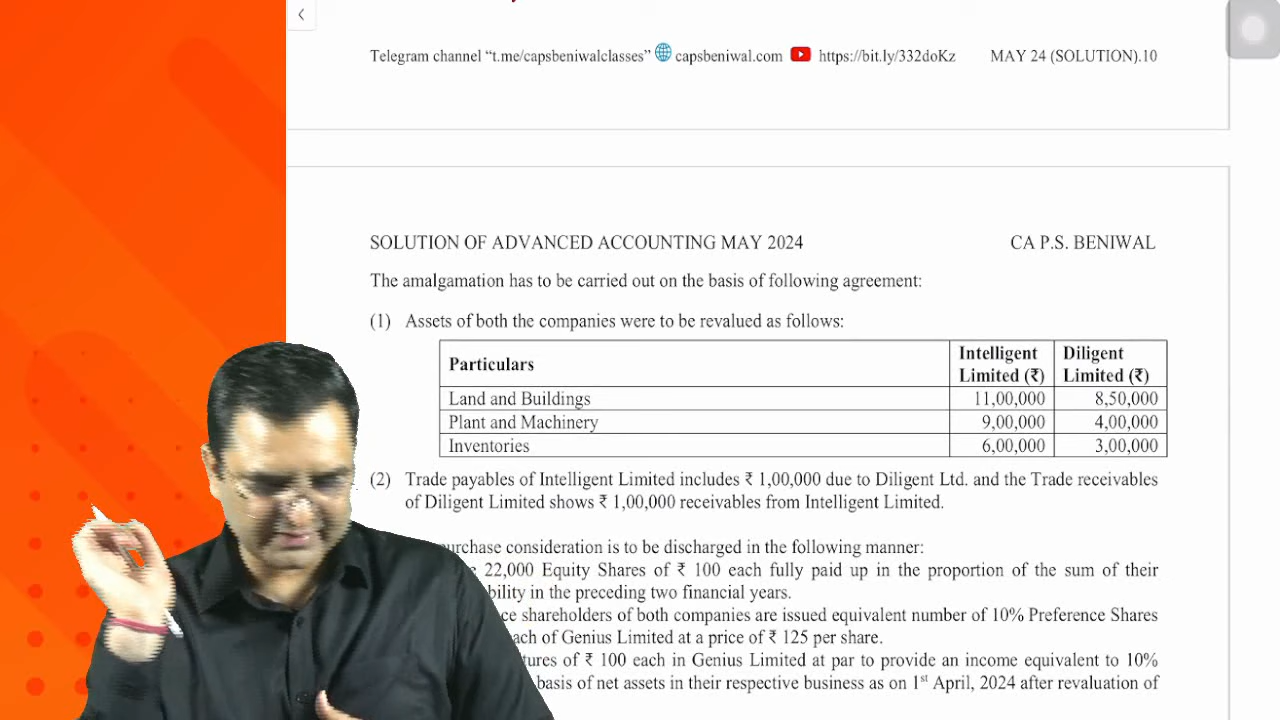 Telegram channel “t.me/capsbeniwalclasses” capsbeniwal.com https://bit.ly/332doKz MAY 24 (SOLUTION).10
SOLUTION OF ADVANCED ACCOUNTING MAY 2024 CA P.S. BENIWAL
The amalgamation has to be carried out on the basis of following agreement:
(1) Assets of both the companies were to be revalued as follows:
Particulars Intelligent Limited (₹) Diligent Limited (₹)
Land and Buildings 11,00,000 8,50,000
Plant and Machinery 9,00,000 4,00,000
Inventories 6,00,000 3,00,000
(2) Trade payables of Intelligent Limited includes ₹ 1,00,000 due to Diligent Ltd. and the Trade receivables
of Diligent Limited shows ₹ 1,00,000 receivables from Intelligent Limited.
purchase consideration is to be discharged in the following manner:
22,000 Equity Shares of ₹ 100 each fully paid up in the proportion of the sum of their
in the preceding two financial years.
shareholders of both companies are issued equivalent number of 10% Preference Shares
of Genius Limited at a price of ₹ 125 per share.
of ₹ 100 each in Genius Limited at par to provide an income equivalent to 10%
basis of net assets in their respective business as on 1st April, 2024 after revaluation of